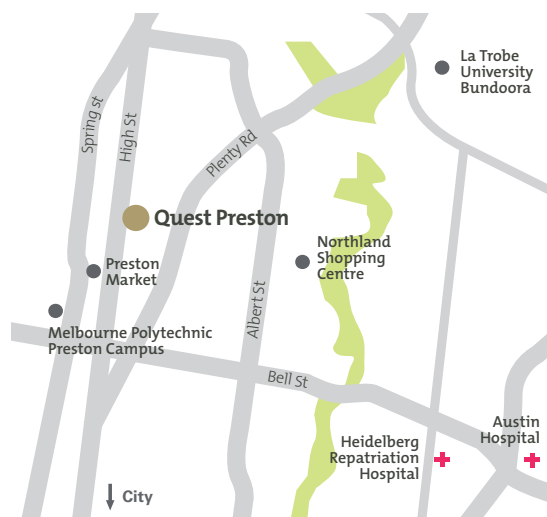 La Trobe
University
Bundoora
Spring st
High St
Plenty Rd
Quest Preston
Northland
Shopping
Centre
Preston
Market
Albert St
Melbourne Polytechnic
Preston Campus
Bell St
Austin
Hospital
Heidelberg
Repatriation
Hospital
City